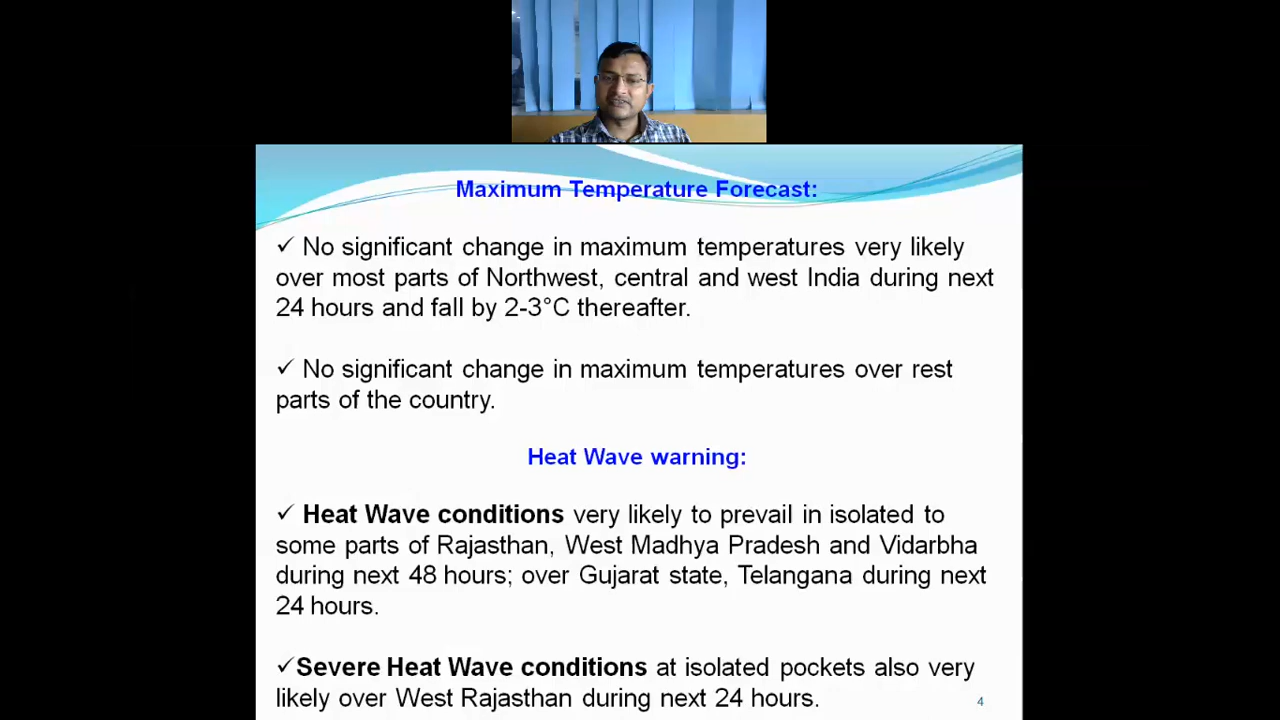 Maximum Temperature Forecast:
✓ No significant change in maximum temperatures very likely
over most parts of Northwest, central and west India during next
24 hours and fall by 2-3°C thereafter.
✓ No significant change in maximum temperatures over rest
parts of the country.
Heat Wave warning:
✓ Heat Wave conditions very likely to prevail in isolated to
some parts of Rajasthan, West Madhya Pradesh and Vidarbha
during next 48 hours; over Gujarat state, Telangana during next
24 hours.
✓Severe Heat Wave conditions at isolated pockets also very
likely over West Rajasthan during next 24 hours.
4